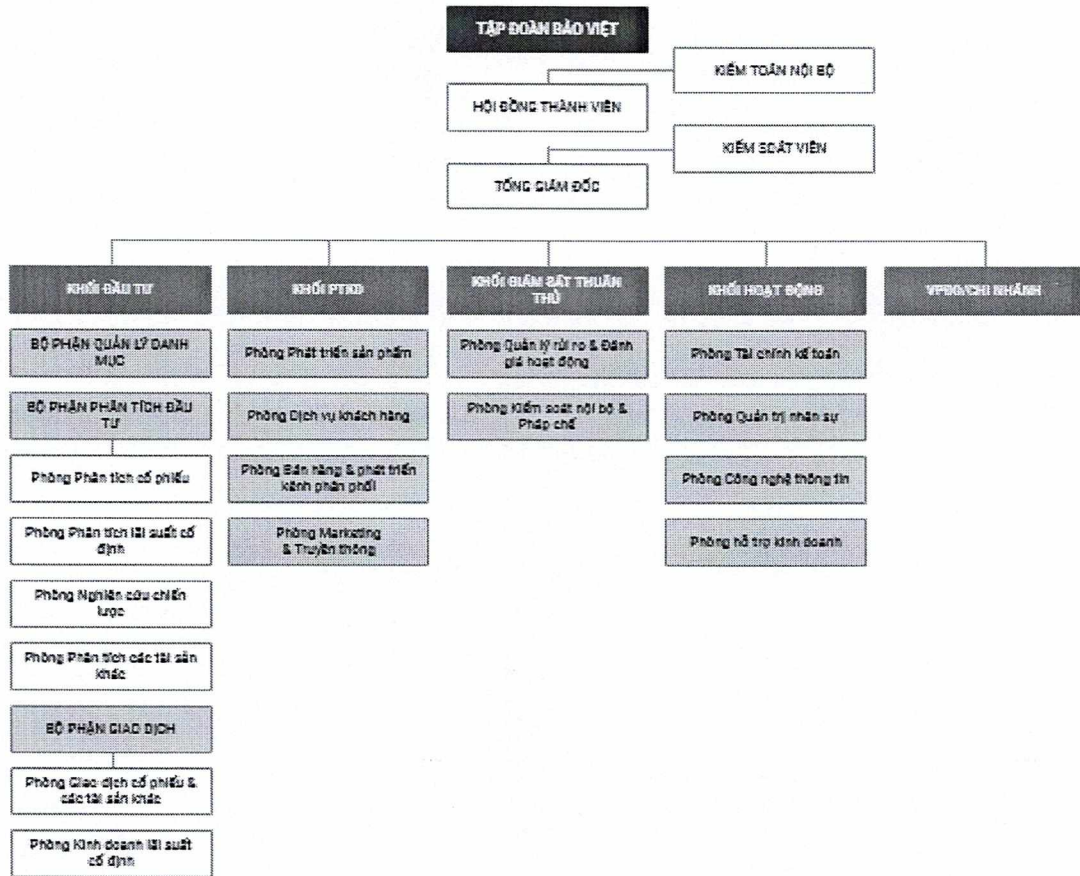 TẬP ĐOÀN BẢO VIỆT
KIỂM TOÁN NỘI BỘ
HỘI ĐỒNG THÀNH VIÊN
KIỂM SOÁT VIÊN
TỔNG GIÁM ĐỐC
KHỐI ĐẦU TƯ
BỘ PHẬN QUẢN LÝ DANH
MỤC
BỘ PHẬN PHÂN TÍCH ĐẦU
TƯ
Phòng Phân tích cổ phiếu
Phòng Phân tích lãi suất cố
định
Phòng Nghiên cứu chiến
lược
Phòng Phân tích các tài sản
khác
BỘ PHẬN GIAO DỊCH
Phòng Giao dịch cổ phiếu &
các tài sản khác
Phòng Kinh doanh lãi suất
cố định
KHỐI PTKD
Phòng Phát triển sản phẩm
Phòng Dịch vụ khách hàng
Phòng Bán hàng & phát triển
kênh phân phối
Phòng Marketing
& Truyền thông
KHỐI GIÁM SÁT TUÂN
THỦ
Phòng Quản lý rủi ro & Đánh
giá hoạt động
Phòng Kiểm soát nội bộ &
Pháp chế
KHỐI HOẠT ĐỘNG
Phòng Tài chính kế toán
Phòng Quản trị nhân sự
Phòng Công nghệ thông tin
Phòng hỗ trợ kinh doanh
VPĐD/CHI NHÁNH